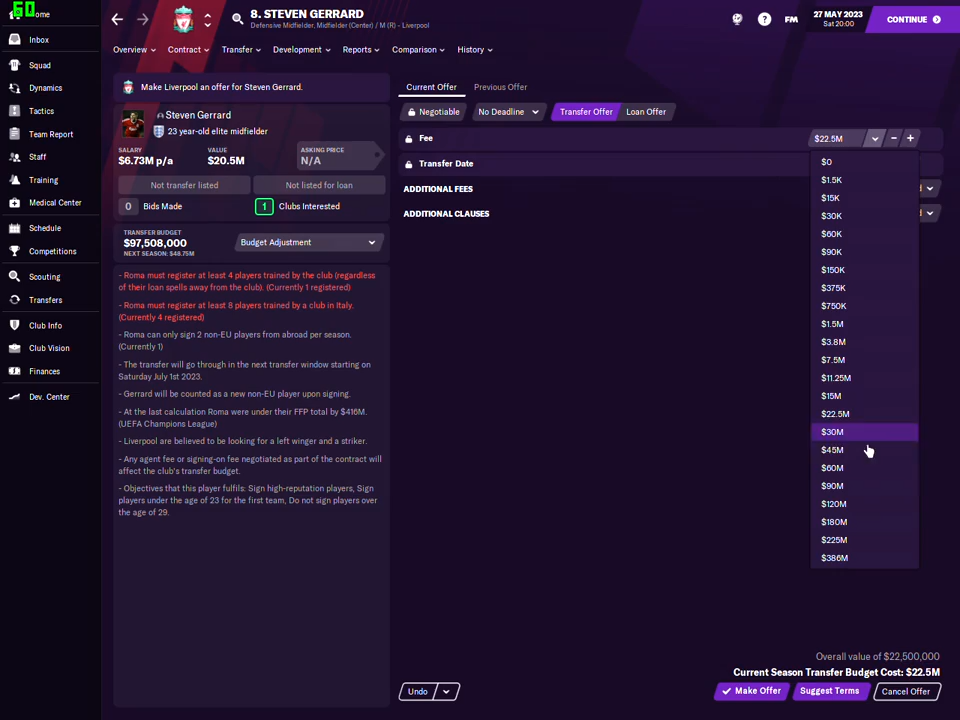 60
ome
8. STEVEN GERRARD
Defensive Midfielder, Midfielder (Center) / M (R) - Liverpool
FM
27 MAY 2023
Sat 20:00
CONTINUE
Overview
Contract
Transfer
Development
Reports
Comparison
History
Inbox
Squad
Dynamics
Tactics
Team Report
Staff
Training
Medical Center
Schedule
Competitions
Scouting
Transfers
Club Info
Club Vision
Finances
Dev. Center
Make Liverpool an offer for Steven Gerrard.
Steven Gerrard
23 year-old elite midfielder
SALARY
$6.73M p/a
VALUE
$20.5M
ASKING PRICE
N/A
Not transfer listed
Not listed for loan
0 Bids Made
1 Clubs Interested
TRANSFER BUDGET
$97,508,000
NEXT SEASON: $48.75M
Budget Adjustment
- Roma must register at least 4 players trained by the club (regardless
of their loan spells away from the club). (Currently 1 registered)
- Roma must register at least 8 players trained by a club in Italy.
(Currently 4 registered)
- Roma can only sign 2 non-EU players from abroad per season.
(Currently 1)
- The transfer will go through in the next transfer window starting on
Saturday July 1st 2023.
- Gerrard will be counted as a new non-EU player upon signing.
- At the last calculation Roma were under their FFP total by $416M.
(UEFA Champions League)
- Liverpool are believed to be looking for a left winger and a striker.
- Any agent fee or signing-on fee negotiated as part of the contract will
affect the club's transfer budget.
- Objectives that this player fulfils: Sign high-reputation players, Sign
players under the age of 23 for the first team, Do not sign players over
the age of 29.
Current Offer
Previous Offer
Negotiable
No Deadline
Transfer Offer
Loan Offer
Fee
$22.5M
Transfer Date
ADDITIONAL FEES
ADDITIONAL CLAUSES
$0
$1.5K
$15K
$30K
$60K
$90K
$150K
$375K
$750K
$1.5M
$3.8M
$7.5M
$11.25M
$15M
$22.5M
$30M
$45M
$60M
$90M
$120M
$180M
$225M
$386M
Overall value of $22,500,000
Current Season Transfer Budget Cost: $22.5M
Undo
Make Offer
Suggest Terms
Cancel Offer